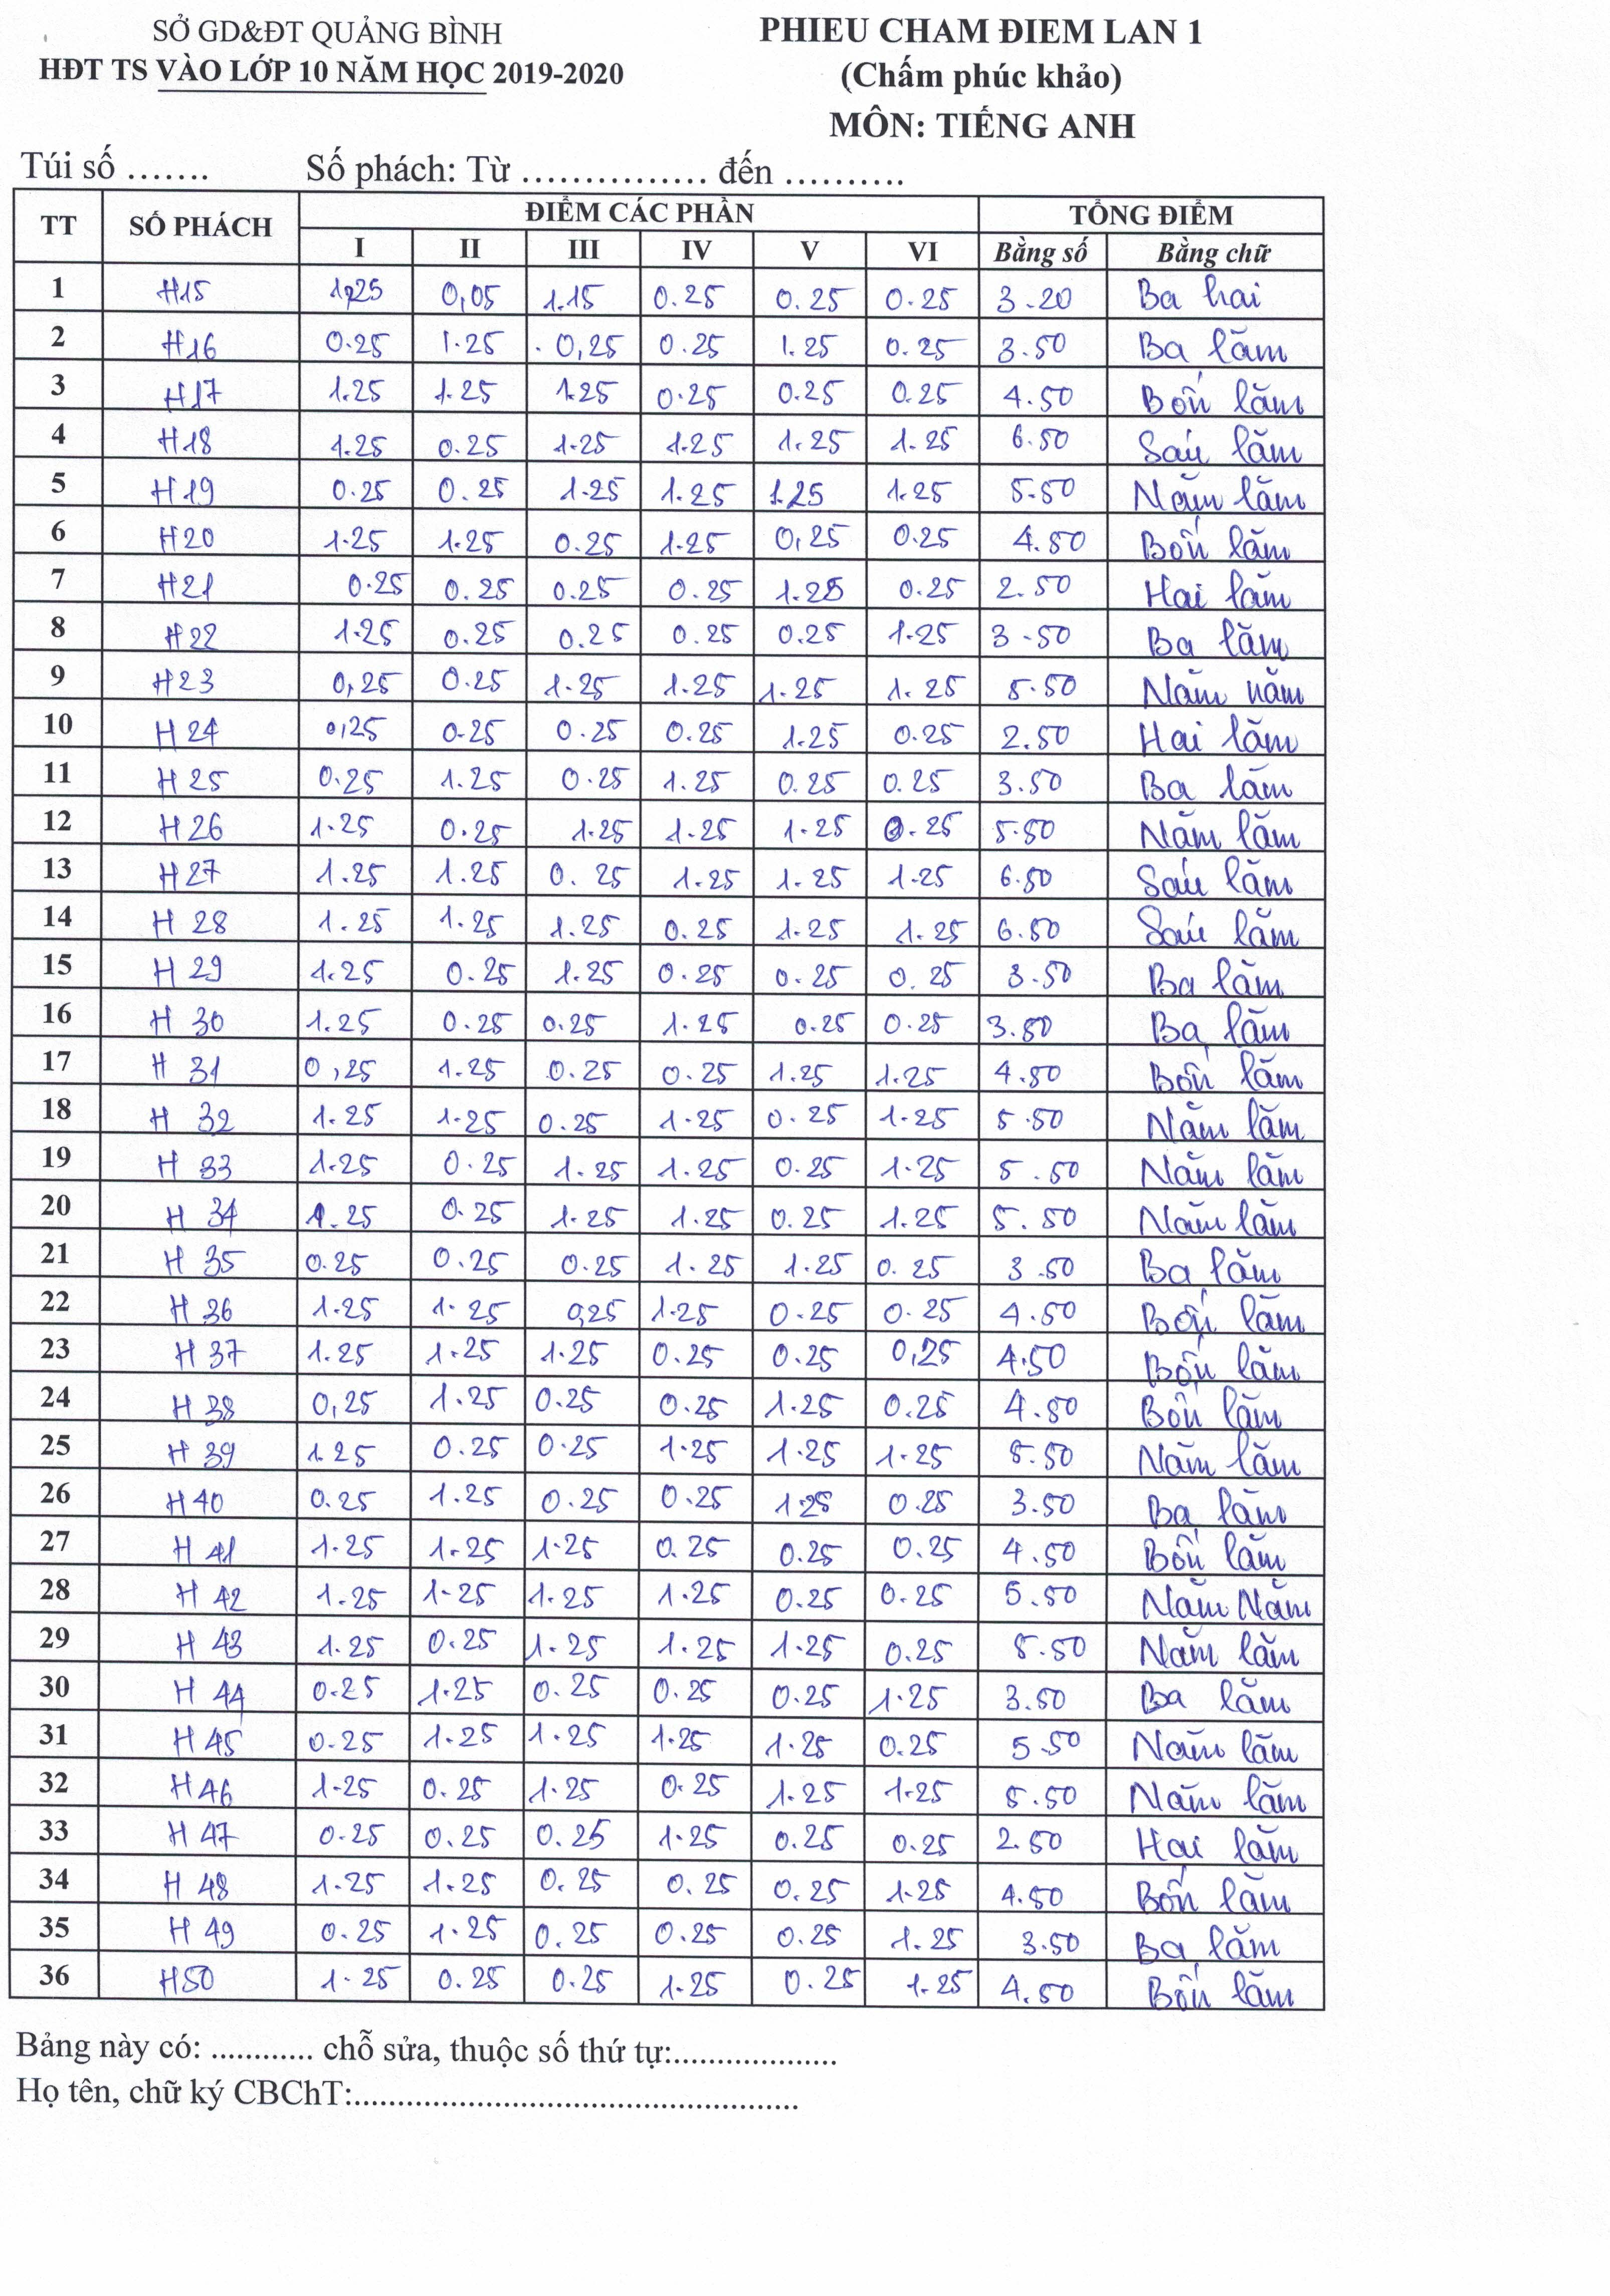 SỞ GD&ĐT QUẢNG BÌNH
HĐT TS VÀO LỚP 10 NĂM HỌC 2019-2020
PHIEU CHAM ĐIEM LAN 1
(Chấm phúc khảo)
MÔN: TIẾNG ANH
Túi số ....... Số phách: Từ ................ đến ..........
TT SỐ PHÁCH ĐIỂM CÁC PHẦN TỔNG ĐIỂM
I II III IV V VI Bằng số Bằng chữ
1 H15 1,25 0,05 1.15 0.25 0.25 0.25 3.20 Ba hai
2 H16 0.25 1.25 0,25 0.25 1.25 0.25 3.50 Ba lăm
3 H17 1.25 1.25 1.25 0.25 0.25 0.25 4.50 Bốn lăm
4 H18 1.25 0.25 1.25 1.25 1.25 1.25 6.50 Sáu lăm
5 H19 0.25 0.25 1.25 1.25 1.25 1.25 5.50 Năm lăm
6 H20 1.25 1.25 0.25 1.25 0,25 0.25 4.50 Bốn lăm
7 H21 0.25 0.25 0.25 0.25 1.25 0.25 2.50 Hai lăm
8 H22 1.25 0.25 0.25 0.25 0.25 1.25 3.50 Ba lăm
9 H23 0,25 0.25 1.25 1.25 1.25 1.25 5.50 Năm năm
10 H24 0,25 0.25 0.25 0.25 1.25 0.25 2.50 Hai lăm
11 H25 0.25 1.25 0.25 1.25 0.25 0.25 3.50 Ba lăm
12 H26 1.25 0.25 1.25 1.25 1.25 0.25 5.50 Năm lăm
13 H27 1.25 1.25 0.25 1.25 1.25 1.25 6.50 Sáu lăm
14 H28 1.25 1.25 1.25 0.25 1.25 1.25 6.50 Sáu lăm
15 H29 1.25 0.25 1.25 0.25 0.25 0.25 3.50 Ba lăm
16 H30 1.25 0.25 0.25 1.25 0.25 0.25 3.50 Ba lăm
17 H31 0,25 1.25 0.25 0.25 1.25 1.25 4.50 Bốn lăm
18 H32 1.25 1.25 0.25 1.25 0.25 1.25 5.50 Năm lăm
19 H33 1.25 0.25 1.25 1.25 0.25 1.25 5.50 Năm lăm
20 H34 1.25 0.25 1.25 1.25 0.25 1.25 5.50 Năm lăm
21 H35 0.25 0.25 0.25 1.25 1.25 0.25 3.50 Ba lăm
22 H36 1.25 1.25 0,25 1.25 0.25 0.25 4.50 Bốn lăm
23 H37 1.25 1.25 1.25 0.25 0.25 0,25 4.50 Bốn lăm
24 H38 0,25 1.25 0.25 0.25 1.25 0.25 4.50 Bốn lăm
25 H39 1.25 0.25 0.25 1.25 1.25 1.25 5.50 Năm lăm
26 H40 0.25 1.25 0.25 0.25 1.25 0.25 3.50 Ba lăm
27 H41 1.25 1.25 1.25 0.25 0.25 0.25 4.50 Bốn lăm
28 H42 1.25 1.25 1.25 1.25 0.25 0.25 5.50 Năm Năm
29 H43 1.25 0.25 1.25 1.25 1.25 0.25 5.50 Năm lăm
30 H44 0.25 1.25 0.25 0.25 0.25 1.25 3.50 Ba lăm
31 H45 0.25 1.25 1.25 1.25 1.25 0.25 5.50 Năm lăm
32 H46 1.25 0.25 1.25 0.25 1.25 1.25 5.50 Năm lăm
33 H47 0.25 0.25 0.25 1.25 0.25 0.25 2.50 Hai lăm
34 H48 1.25 1.25 0.25 0.25 0.25 1.25 4.50 Bốn lăm
35 H49 0.25 1.25 0.25 0.25 0.25 1.25 3.50 Ba lăm
36 H50 1.25 0.25 0.25 1.25 0.25 1.25 4.50 Bốn lăm
Bảng này có: ............ chỗ sửa, thuộc số thứ tự:...................
Họ tên, chữ ký CBChT:....................................................